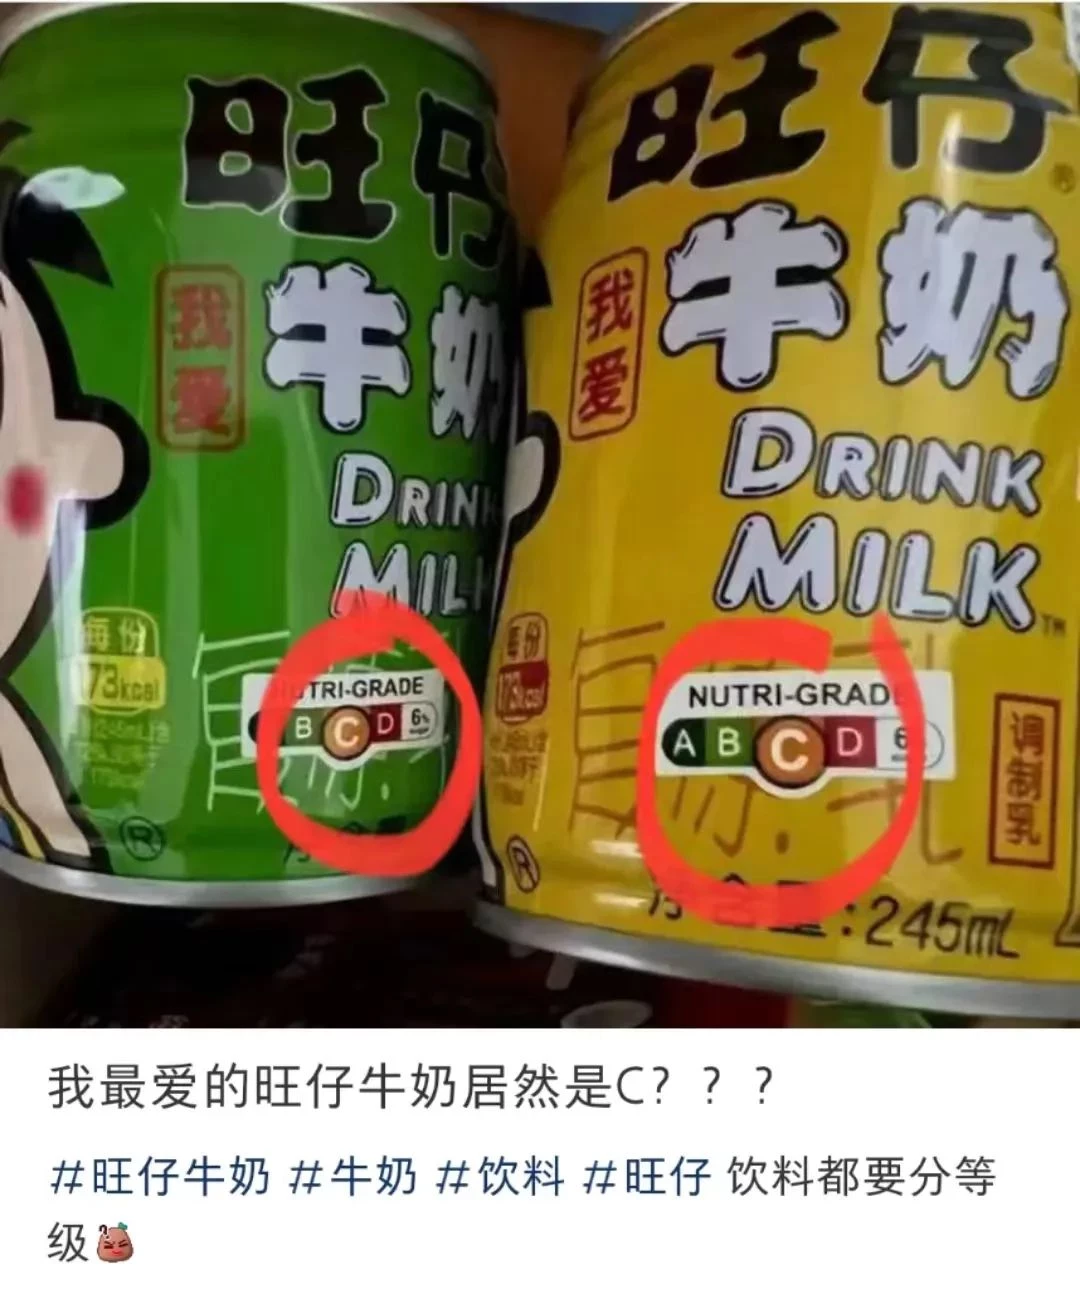 旺仔
牛奶
我爱
DRINK
MILK
每份
173kcal
NUTRI-GRADE
B C D 6%
R
旺仔
牛奶
我爱
DRINK
MILK™
每份
NUTRI-GRADE
A B C D
调制乳
R
:245mL
我最爱的旺仔牛奶居然是C？？？
#旺仔牛奶 #牛奶 #饮料 #旺仔 饮料都要分等
级